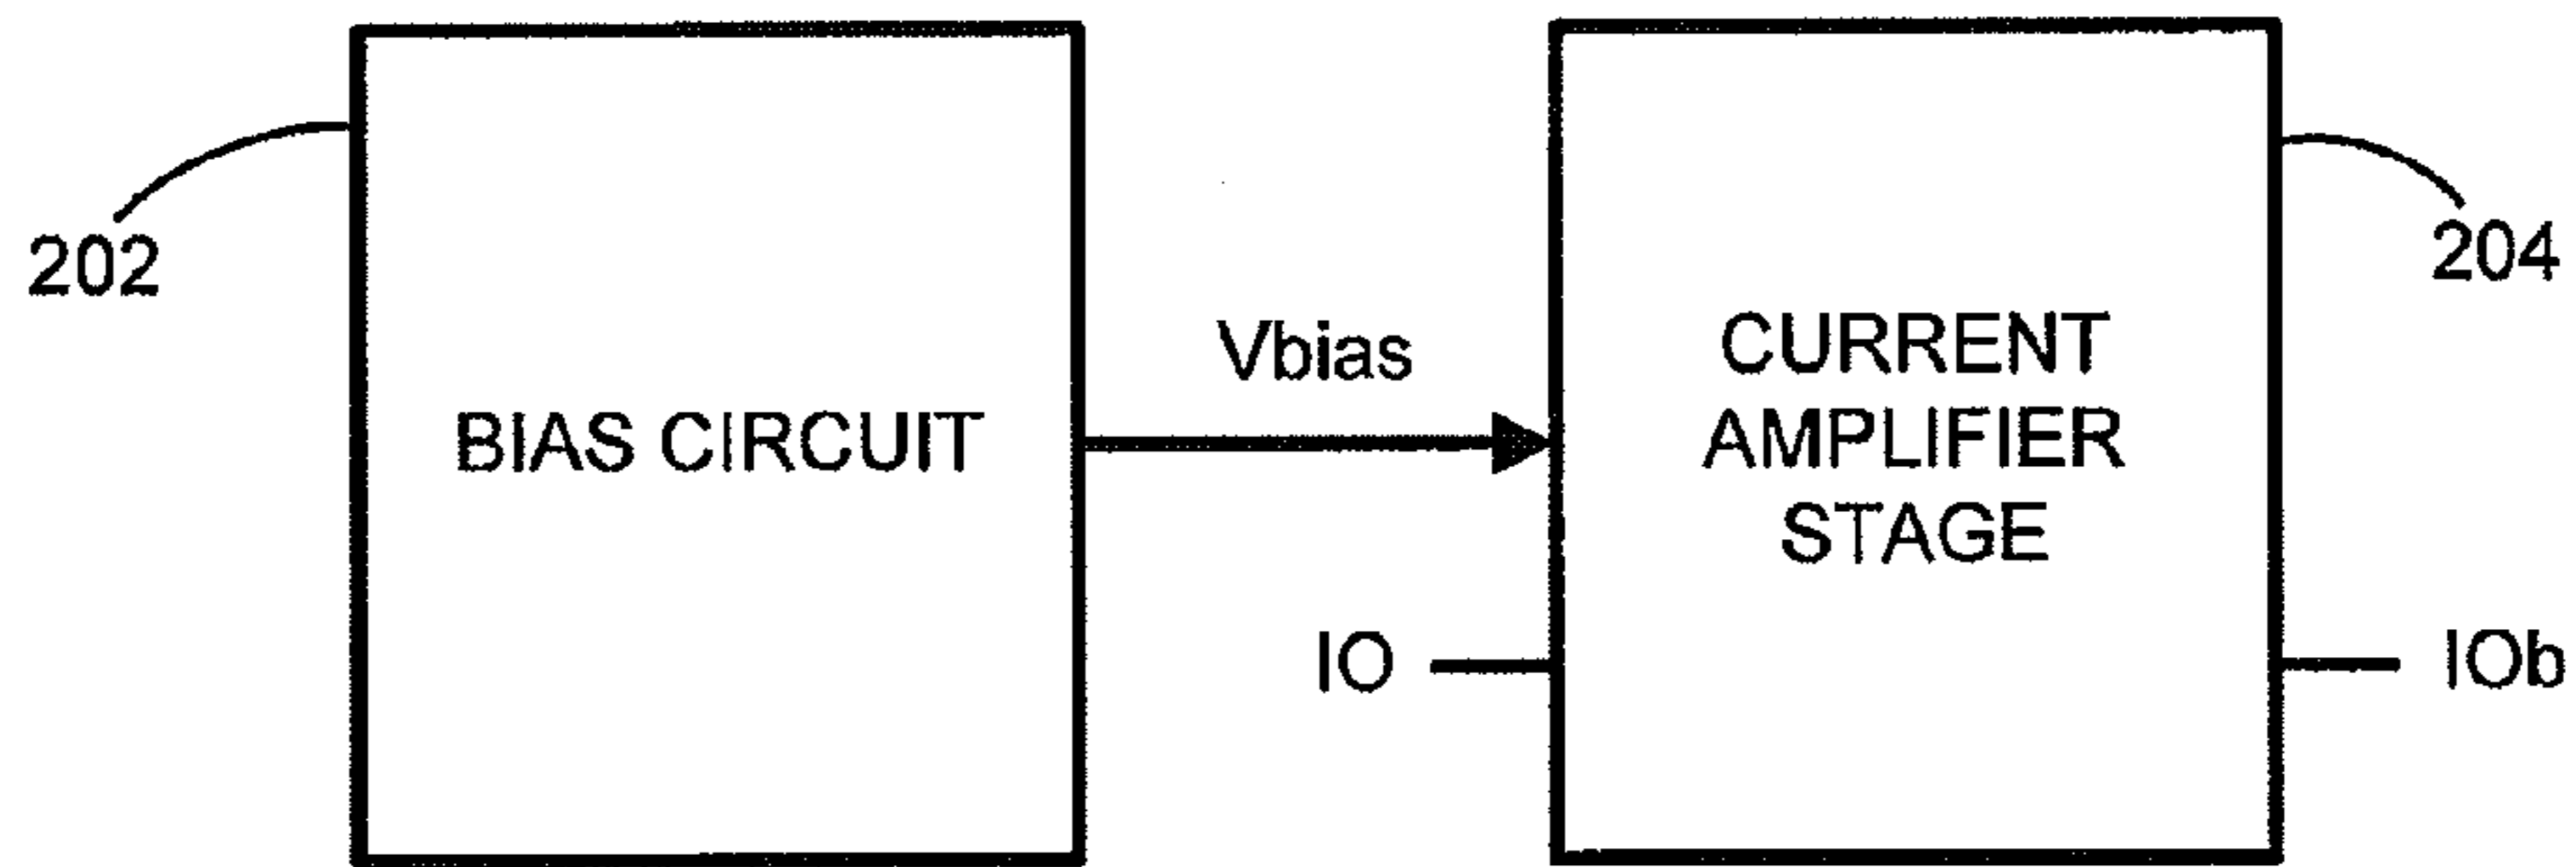 202
BIAS CIRCUIT
Vbias
IO
CURRENT
AMPLIFIER
STAGE
204
IOb